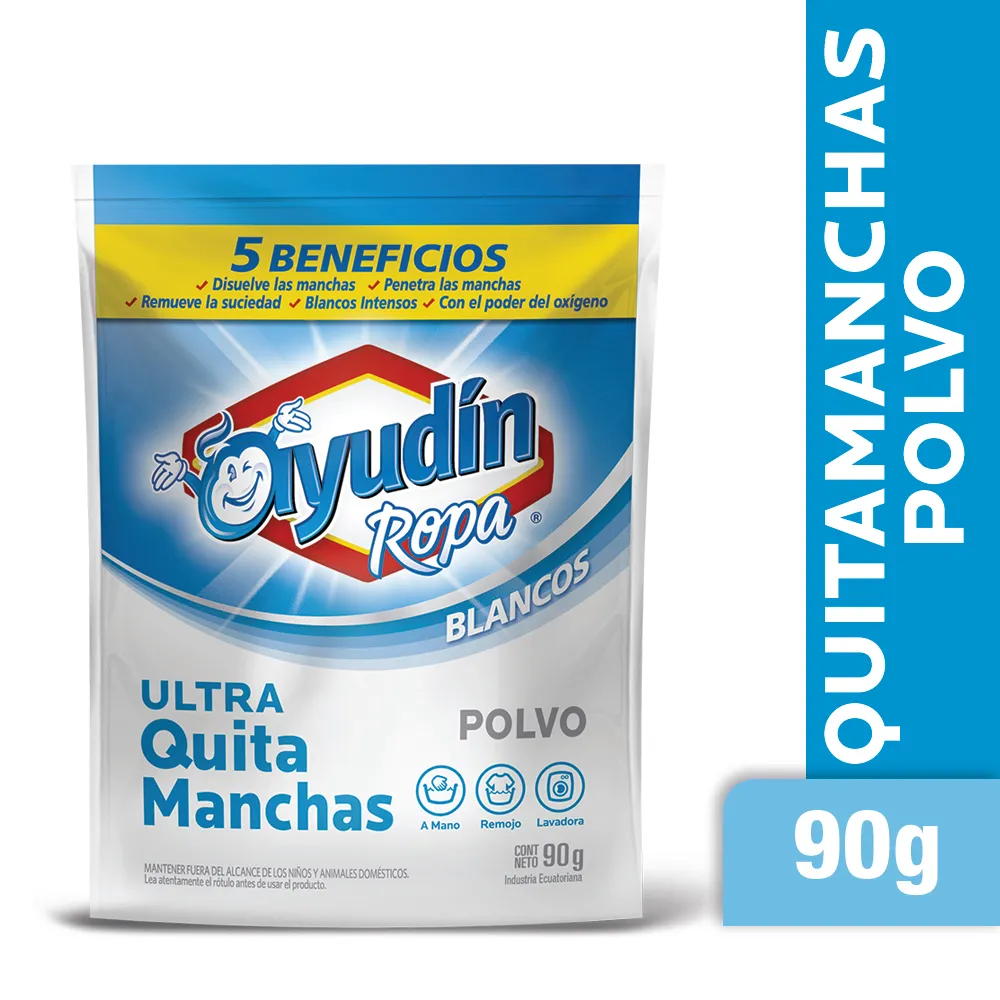 5 BENEFICIOS
✓ Disuelve las manchas ✓ Penetra las manchas
✓ Remueve la suciedad ✓ Blancos Intensos ✓ Con el poder del oxígeno
Ayudín
Ropa ®
BLANCOS
ULTRA
Quita
Manchas
POLVO
A Mano Remojo Lavadora
CONT
NETO 90g
Industria Ecuatoriana
MANTENER FUERA DEL ALCANCE DE LOS NIÑOS Y ANIMALES DOMÉSTICOS.
Lea atentamente el rótulo antes de usar el producto.
QUITAMANCHAS
POLVO
90g